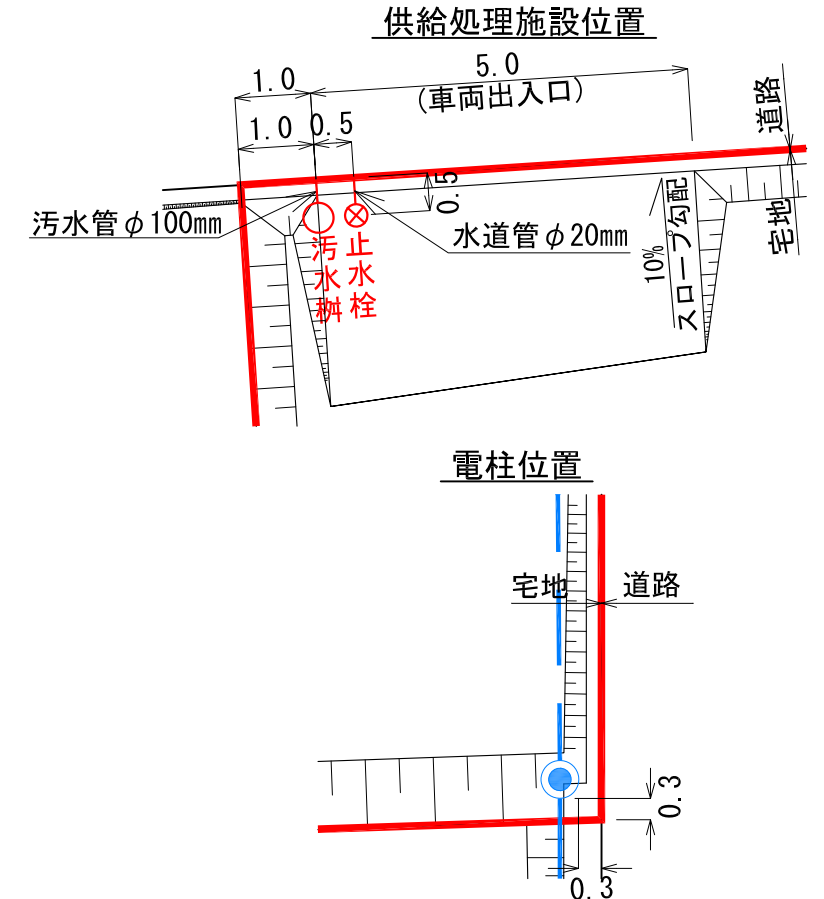 供給処理施設位置
1.0
5.0
(車両出入口)
1.0
0.5
道路
0.5
汚水管φ100mm
水道管φ20mm
宅地
汚水桝
止水栓
10%
スロープ勾配
電柱位置
宅地
道路
0.3
0.3